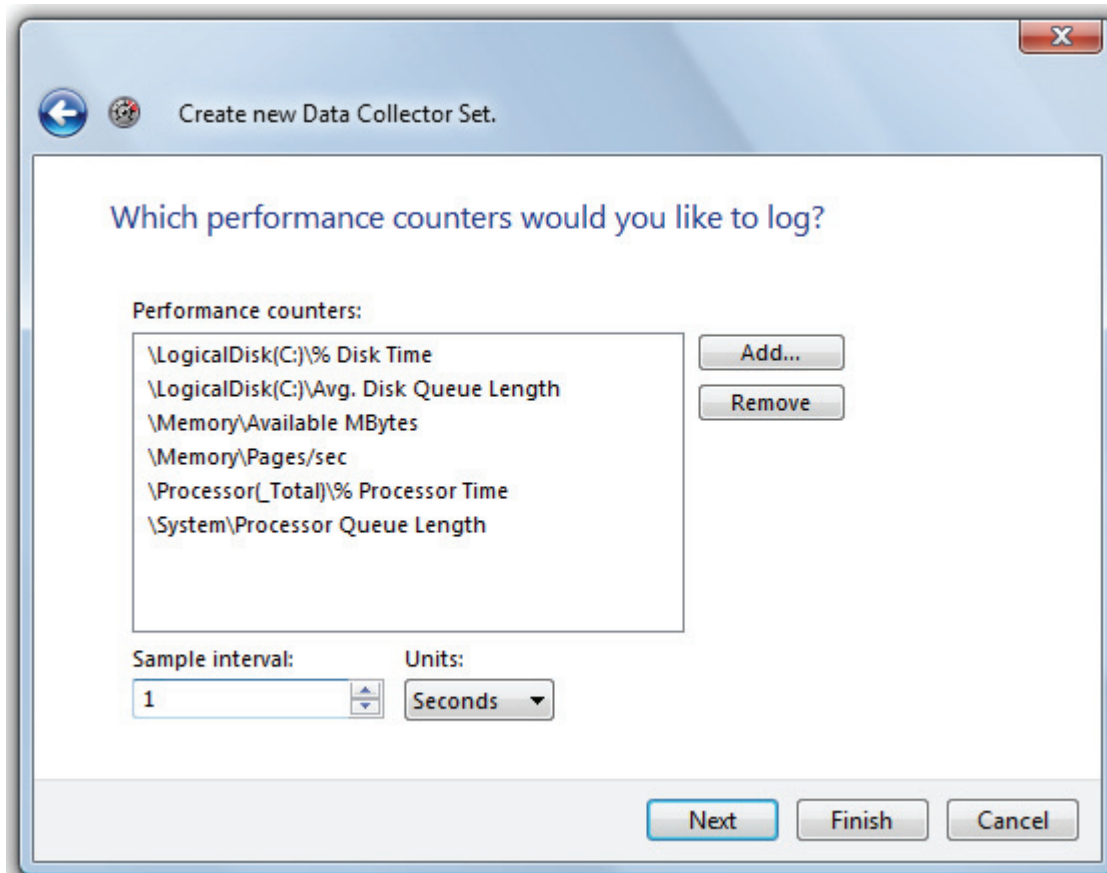 Create new Data Collector Set.
Which performance counters would you like to log?
Performance counters:
\LogicalDisk(C:)\% Disk Time
\LogicalDisk(C:)\Avg. Disk Queue Length
\Memory\Available MBytes
\Memory\Pages/sec
\Processor(_Total)\% Processor Time
\System\Processor Queue Length
Add...
Remove
Sample interval:
Units:
1
Seconds
Next
Finish
Cancel